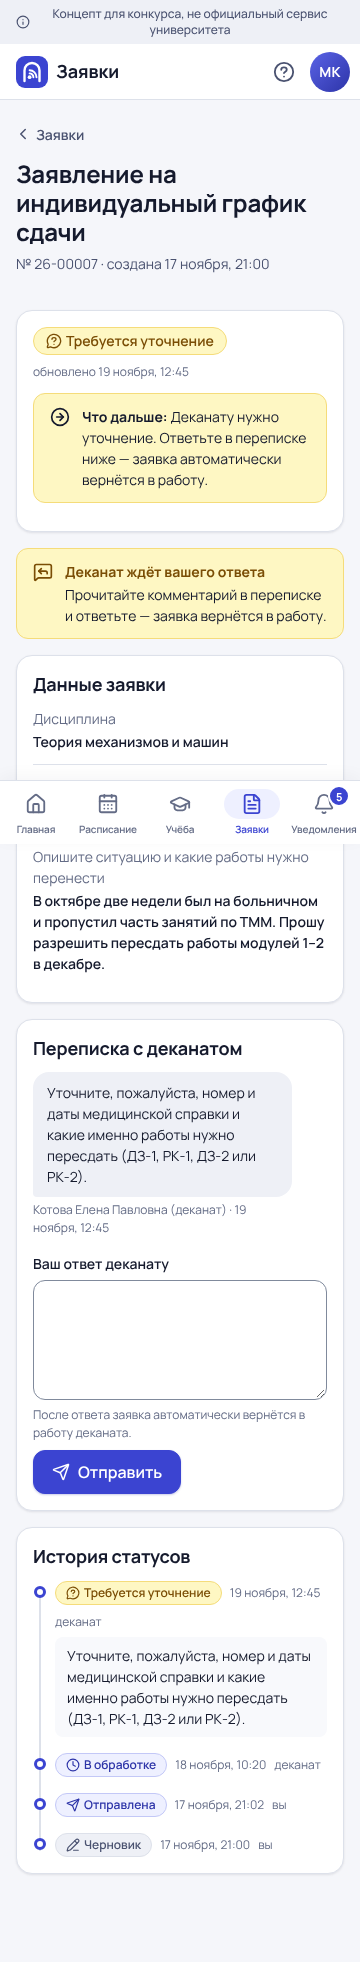 Концепт для конкурса, не официальный сервис
университета
Заявки
МК
Заявки
Заявление на
индивидуальный график
сдачи
№ 26-00007 · создана 17 ноября, 21:00
Требуется уточнение
обновлено 19 ноября, 12:45
Что дальше: Деканату нужно
уточнение. Ответьте в переписке
ниже — заявка автоматически
вернётся в работу.
Деканат ждёт вашего ответа
Прочитайте комментарий в переписке
и ответьте — заявка вернётся в работу.
Данные заявки
Дисциплина
Теория механизмов и машин
5
Главная Расписание Учёба Заявки Уведомления
Опишите ситуацию и какие работы нужно
перенести
В октябре две недели был на больничном
и пропустил часть занятий по ТММ. Прошу
разрешить пересдать работы модулей 1–2
в декабре.
Переписка с деканатом
Уточните, пожалуйста, номер и
даты медицинской справки и
какие именно работы нужно
пересдать (ДЗ-1, РК-1, ДЗ-2 или
РК-2).
Котова Елена Павловна (деканат) · 19
ноября, 12:45
Ваш ответ деканату
После ответа заявка автоматически вернётся в
работу деканата.
Отправить
История статусов
Требуется уточнение 19 ноября, 12:45
деканат
Уточните, пожалуйста, номер и даты
медицинской справки и какие
именно работы нужно пересдать
(ДЗ-1, РК-1, ДЗ-2 или РК-2).
В обработке 18 ноября, 10:20 деканат
Отправлена 17 ноября, 21:02 вы
Черновик 17 ноября, 21:00 вы